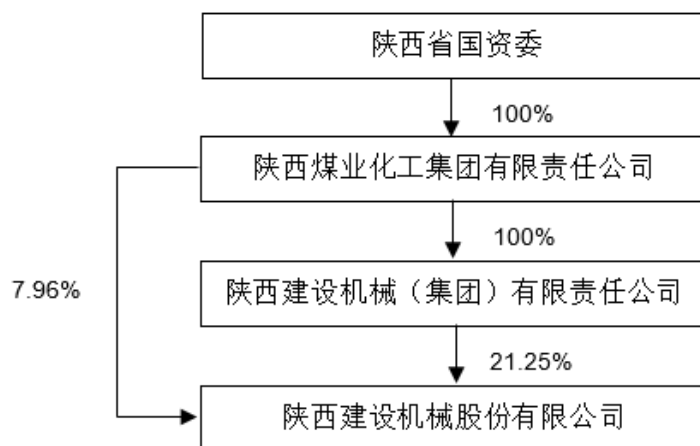 陕西省国资委
100%
陕西煤业化工集团有限责任公司
100%
7.96%
陕西建设机械（集团）有限责任公司
21.25%
陕西建设机械股份有限公司